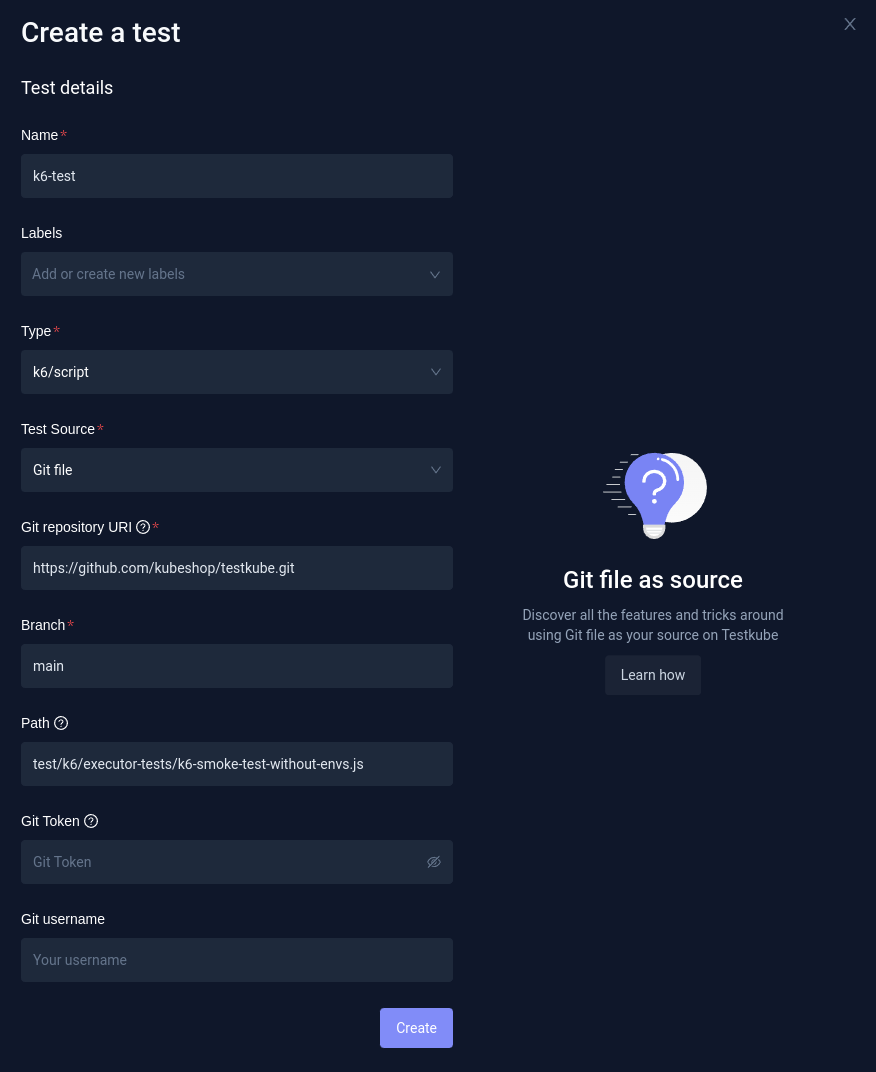 Create a test
Test details
Name*
k6-test
Labels
Add or create new labels
Type*
k6/script
Test Source*
Git file
Git repository URI ?*
https://github.com/kubeshop/testkube.git
Branch*
main
Path ?
test/k6/executor-tests/k6-smoke-test-without-envs.js
Git Token ?
Git Token
Git username
Your username
Create
?
Git file as source
Discover all the features and tricks around
using Git file as your source on Testkube
Learn how